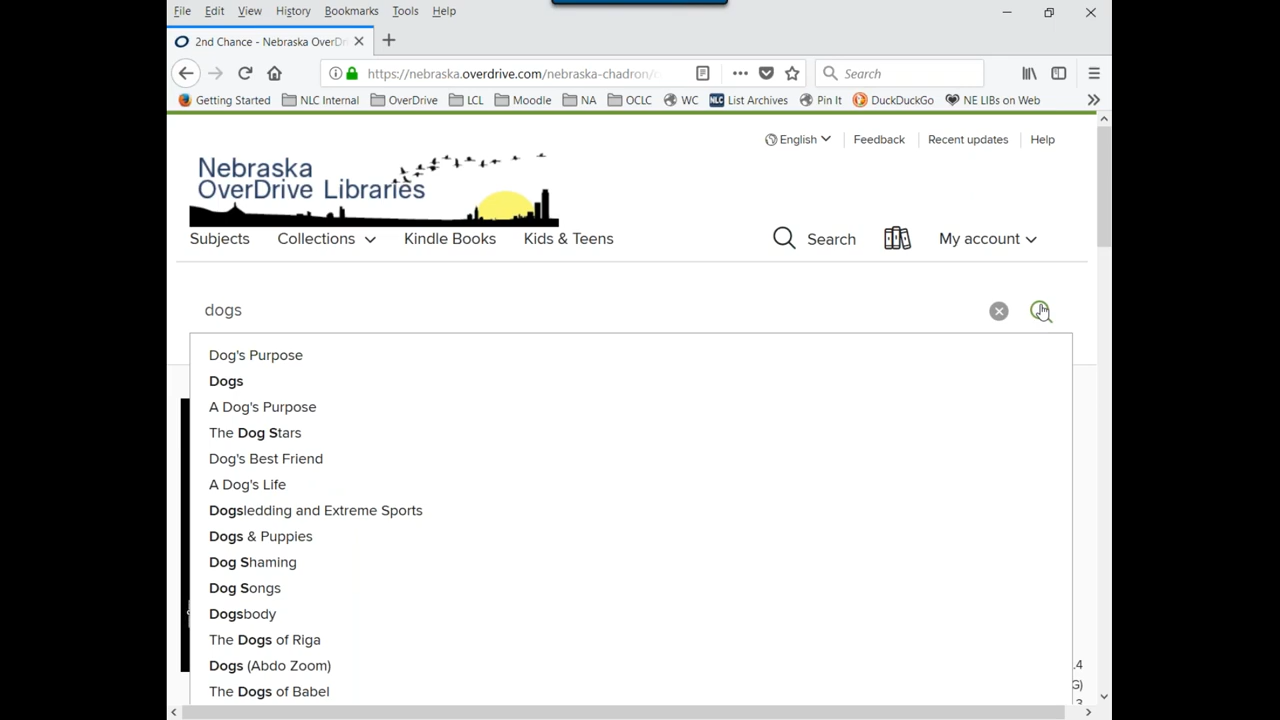 File Edit View History Bookmarks Tools Help
2nd Chance - Nebraska OverDr
https://nebraska.overdrive.com/nebraska-chadron/ Search
Getting Started NLC Internal OverDrive LCL Moodle NA OCLC WC NLC List Archives Pin It DuckDuckGo NE LIBs on Web
English Feedback Recent updates Help
Nebraska
OverDrive Libraries
Subjects Collections Kindle Books Kids & Teens Search My account
dogs
Dog's Purpose
Dogs
A Dog's Purpose
The Dog Stars
Dog's Best Friend
A Dog's Life
Dogsledding and Extreme Sports
Dogs & Puppies
Dog Shaming
Dog Songs
Dogsbody
The Dogs of Riga
Dogs (Abdo Zoom)
.4
G)
The Dogs of Babel